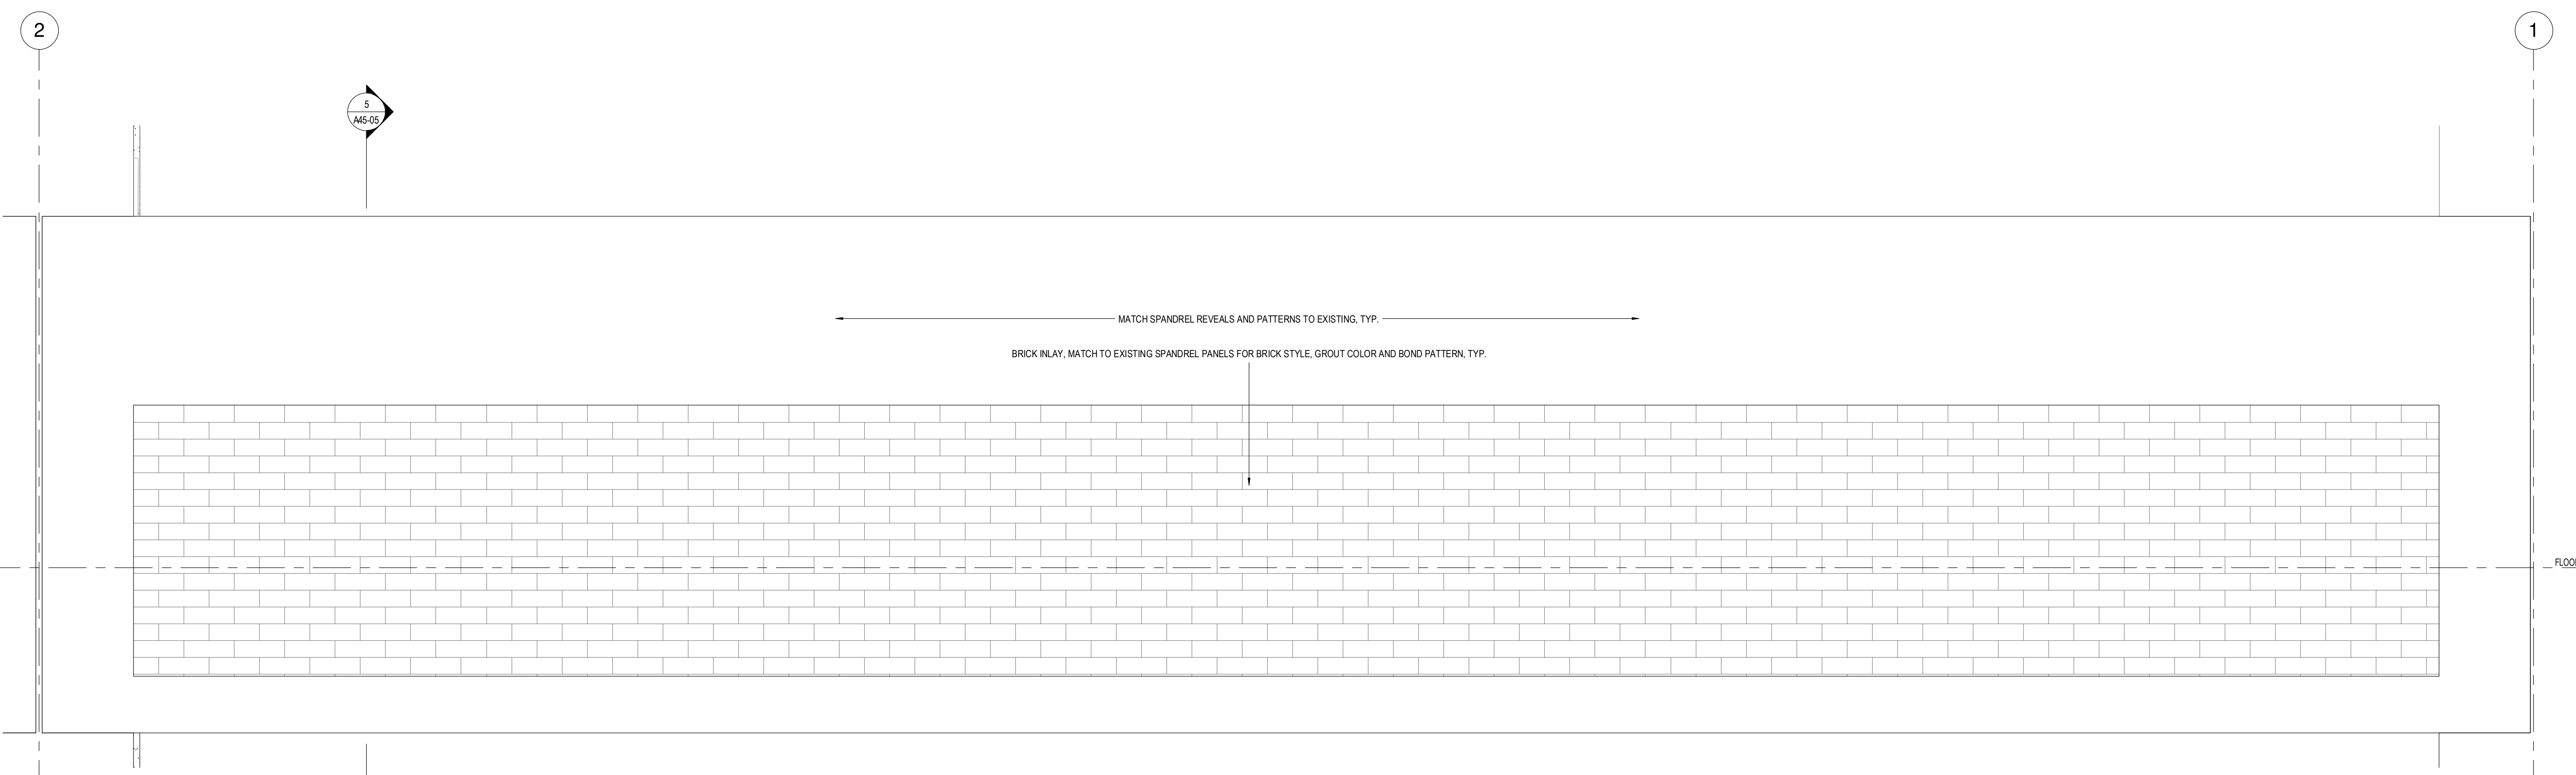 2
1
5
A45-05
MATCH SPANDREL REVEALS AND PATTERNS TO EXISTING, TYP.
BRICK INLAY, MATCH TO EXISTING SPANDREL PANELS FOR BRICK STYLE, GROUT COLOR AND BOND PATTERN, TYP.